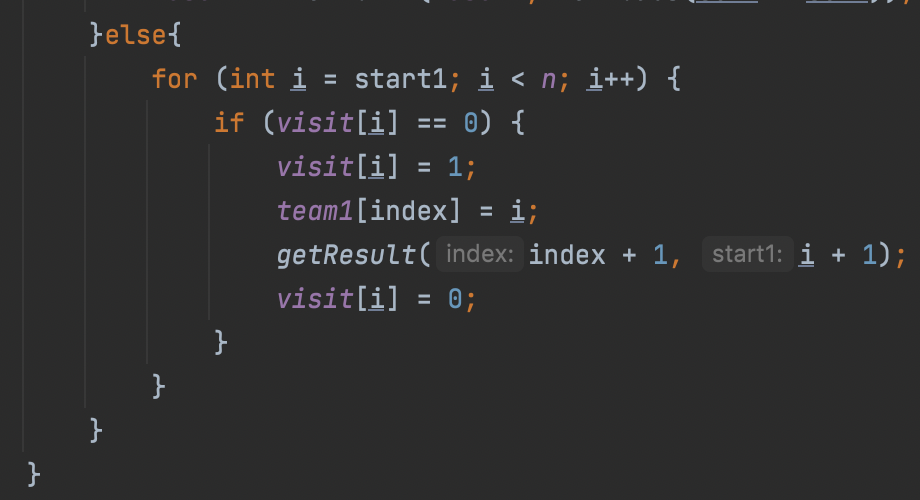 }else{
for (int i = start1; i < n; i++) {
if (visit[i] == 0) {
visit[i] = 1;
team1[index] = i;
getResult( index: index + 1, start1: i + 1);
visit[i] = 0;
}
}
}
}